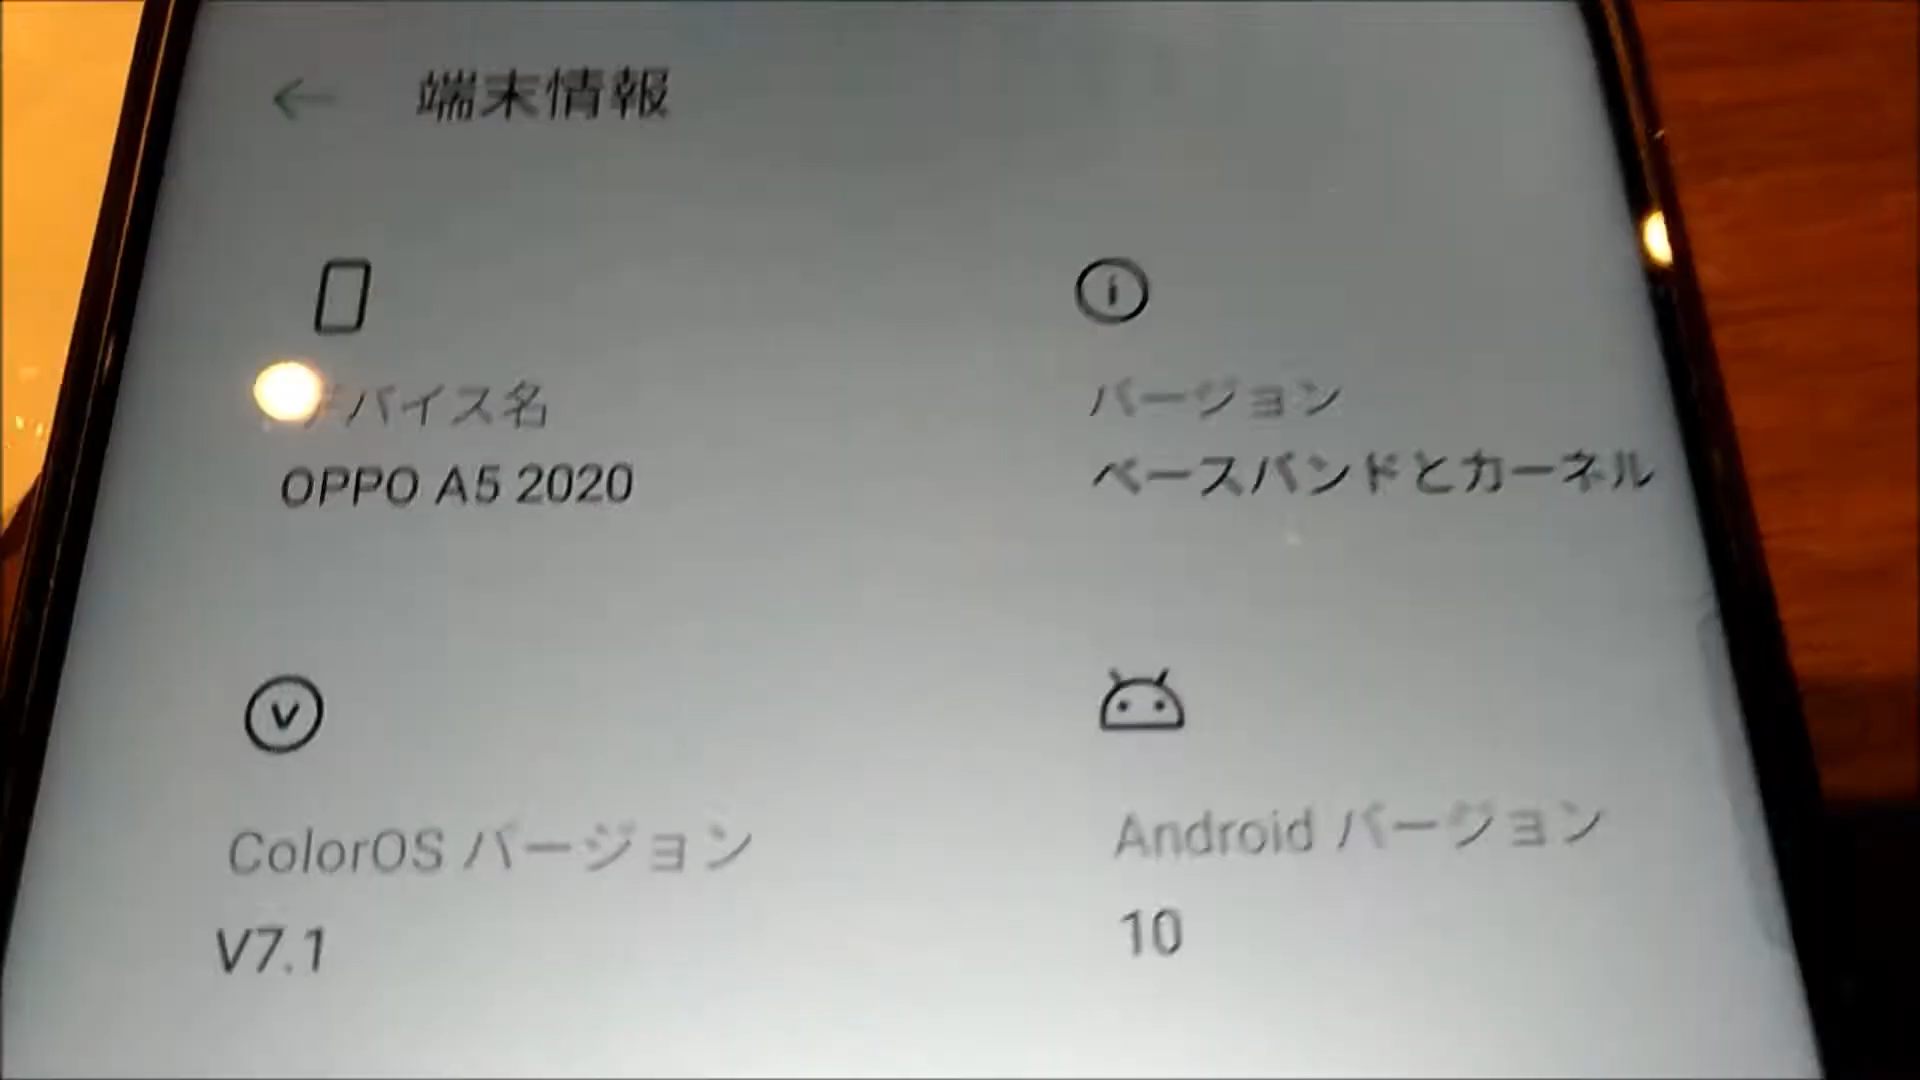 端末情報
デバイス名
OPPO A5 2020
バージョン
ベースバンドとカーネル
ColorOS バージョン
V7.1
Android バージョン
10